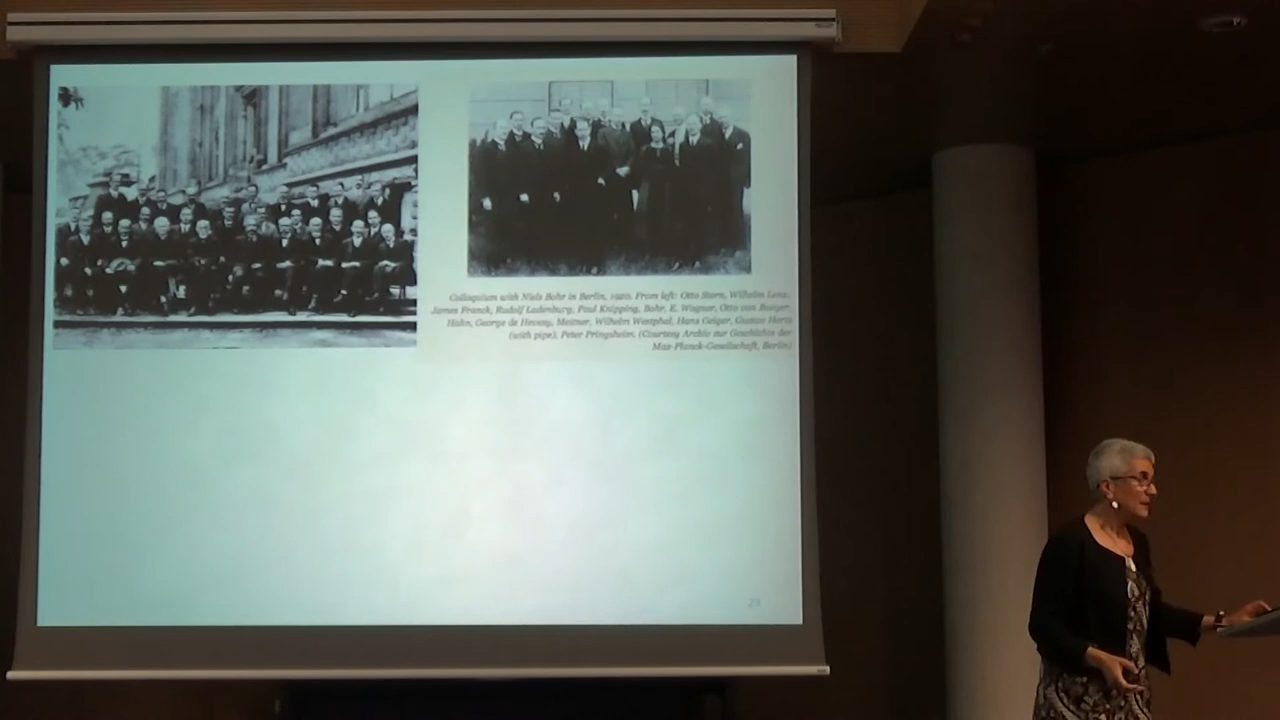 Colloquium with Niels Bohr in Berlin, 1920. From left: Otto Stern, Wilhelm Lenz,
James Franck, Rudolf Ladenburg, Paul Knipping, Bohr, E. Wagner, Otto von Baeyer,
Hahn, George de Hevesy, Meitner, Wilhelm Westphal, Hans Geiger, Gustav Hertz
(with pipe), Peter Pringsheim. (Courtesy Archiv zur Geschichte der
Max-Planck-Gesellschaft, Berlin)
29